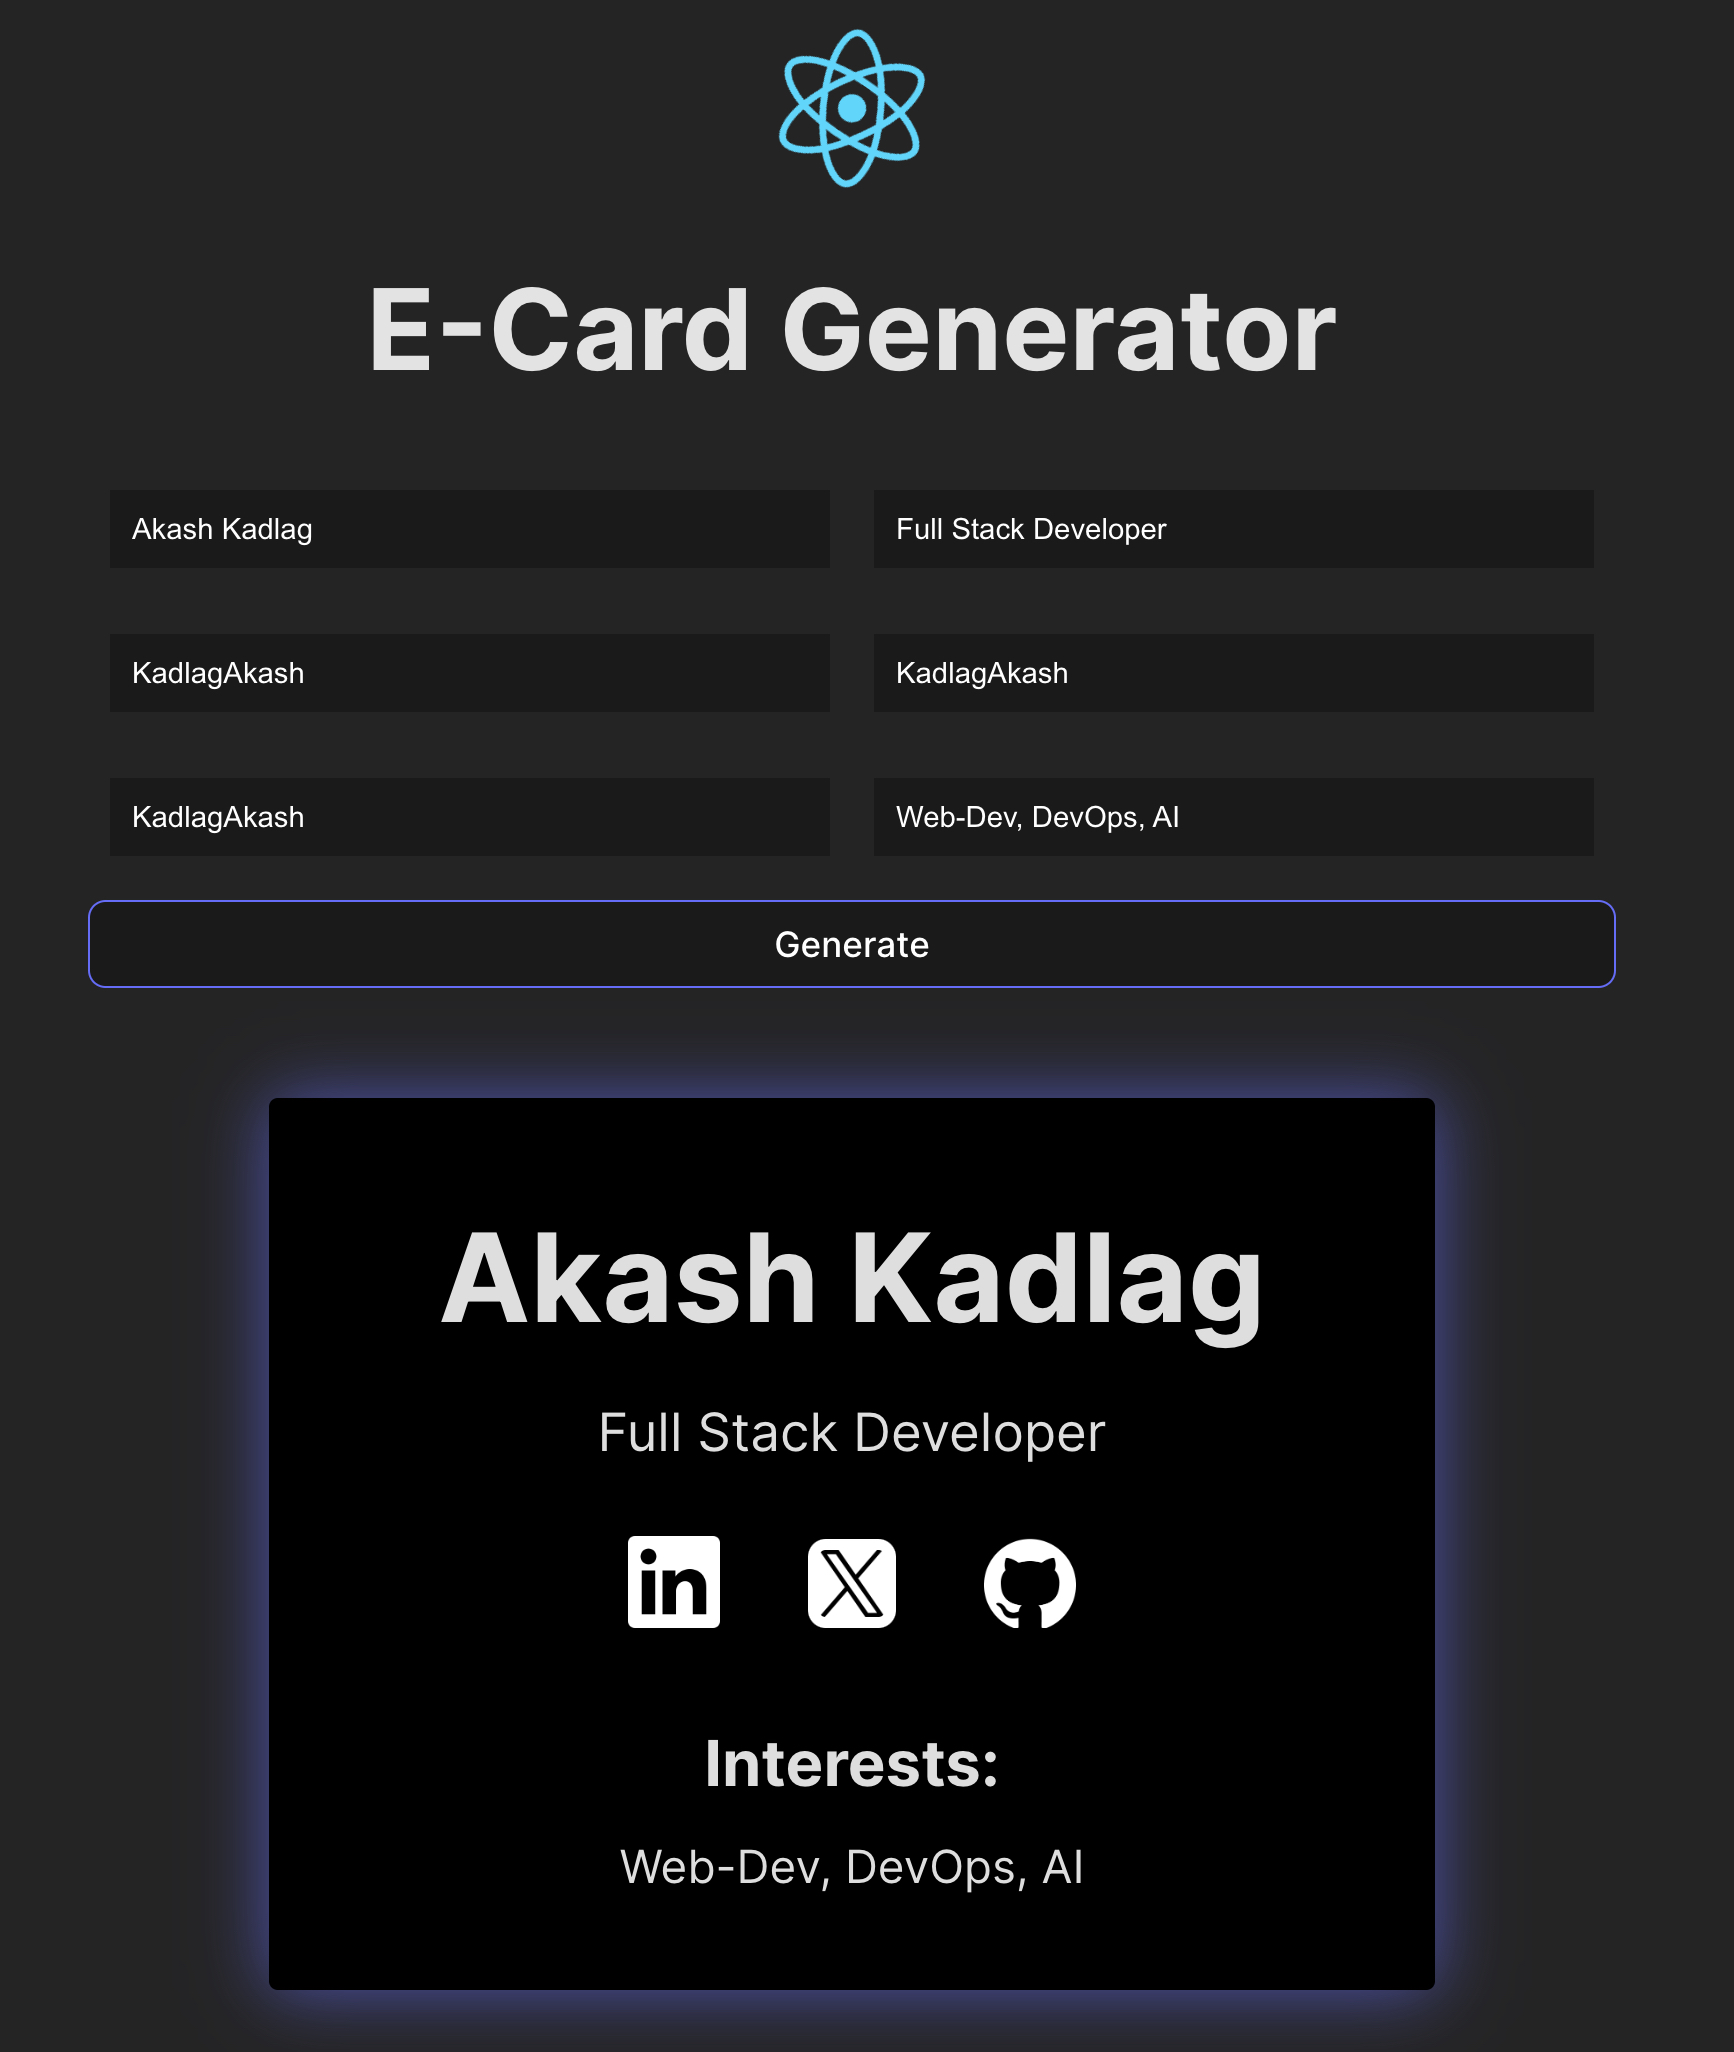 E-Card Generator
Akash Kadlag
Full Stack Developer
KadlagAkash
KadlagAkash
KadlagAkash
Web-Dev, DevOps, AI
Generate
Akash Kadlag
Full Stack Developer
in X
Interests:
Web-Dev, DevOps, AI